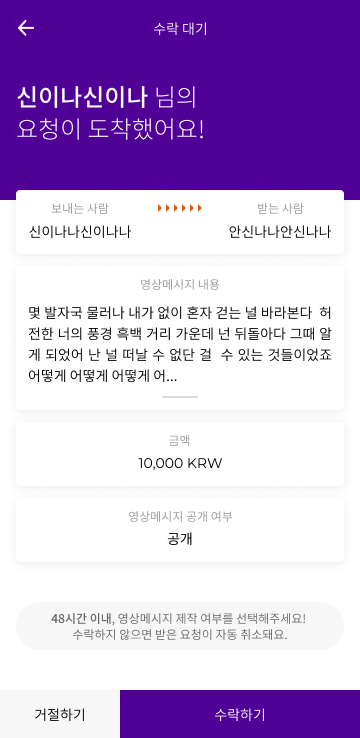 수락 대기
신이나신이나 님의
요청이 도착했어요!
보내는 사람
받는 사람
신이나나신이나나
안신나나안신나나
영상메시지 내용
몇 발자국 물러나 내가 없이 혼자 걷는 널 바라본다  허
전한 너의 풍경 흑백 거리 가운데 넌 뒤돌아다 그때 알
게 되었어 난 널 떠날 수 없단 걸  수 있는 것들이었죠
어떻게 어떻게 어떻게 어...
금액
10,000 KRW
영상메시지 공개 여부
공개
48시간 이내, 영상메시지 제작 여부를 선택해주세요!
수락하지 않으면 받은 요청이 자동 취소돼요.
거절하기
수락하기